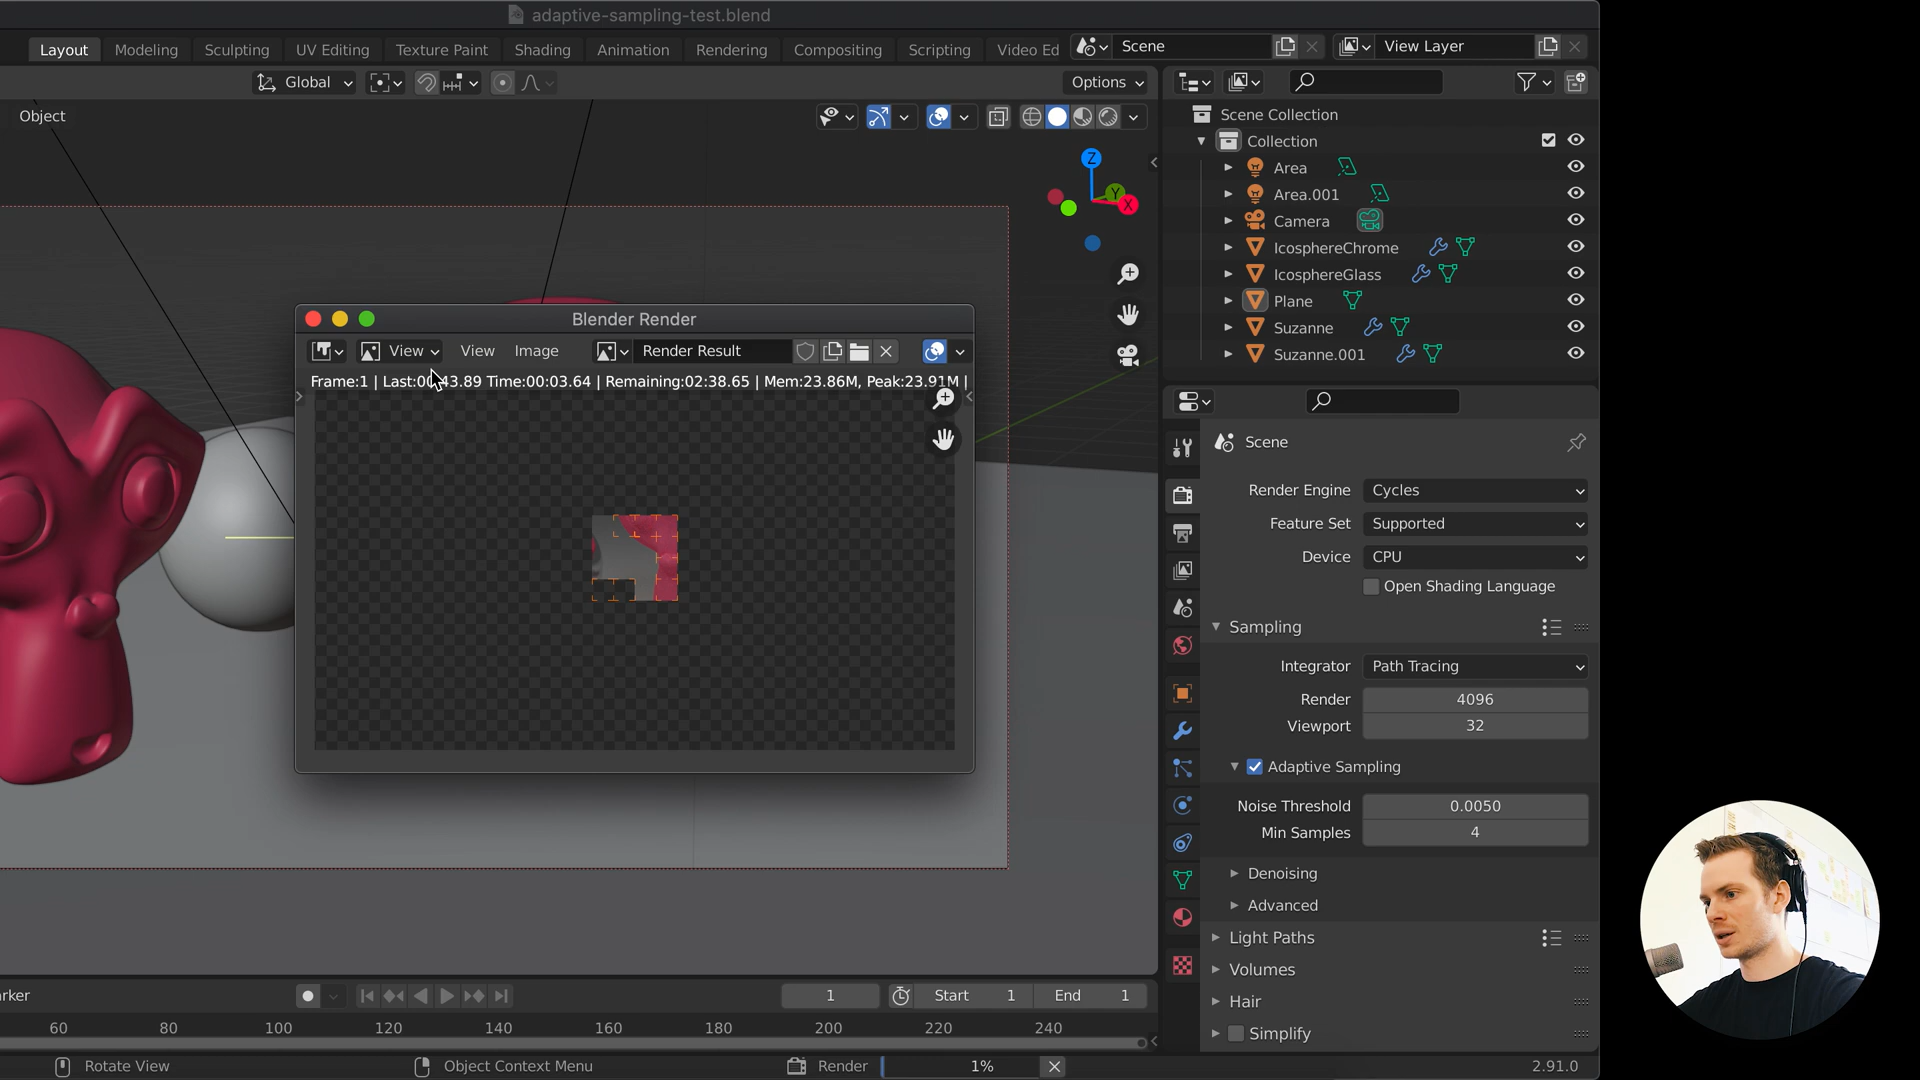 adaptive-sampling-test.blend
Layout Modeling Sculpting UV Editing Texture Paint Shading Animation Rendering Compositing Scripting Video Ed Scene View Layer
Global Options
Object
Z
Y
X
Scene Collection
Collection
Area
Area.001
Camera
IcosphereChrome
IcosphereGlass
Plane
Suzanne
Suzanne.001
Blender Render
View View Image Render Result
Frame:1 | Last:00:43.89 Time:00:03.64 | Remaining:02:38.65 | Mem:23.86M, Peak:23.91M |
Scene
Render Engine Cycles
Feature Set Supported
Device CPU
Open Shading Language
Sampling
Integrator Path Tracing
Render 4096
Viewport 32
Adaptive Sampling
Noise Threshold 0.0050
Min Samples 4
Denoising
Advanced
Light Paths
Volumes
Hair
Simplify
arker 1 Start 1 End 1
60 80 100 120 140 160 180 200 220 240
Rotate View Object Context Menu Render 1% 2.91.0